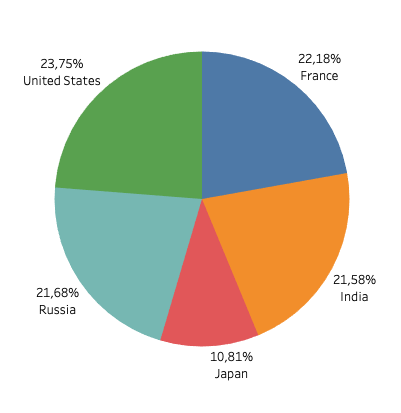 23,75%
United States
22,18%
France
21,58%
India
21,68%
Russia
10,81%
Japan